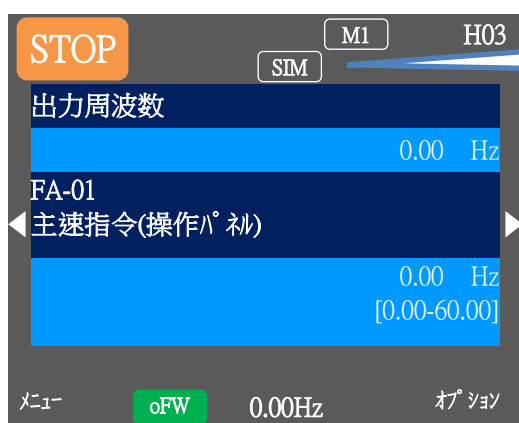 STOP M1 H03
SIM
出力周波数
0.00 Hz
FA-01
主速指令(操作ﾊﾟﾈﾙ)
0.00 Hz
[0.00-60.00]
ﾒﾆｭｰ oFW 0.00Hz ｵﾌﾟｼｮﾝ